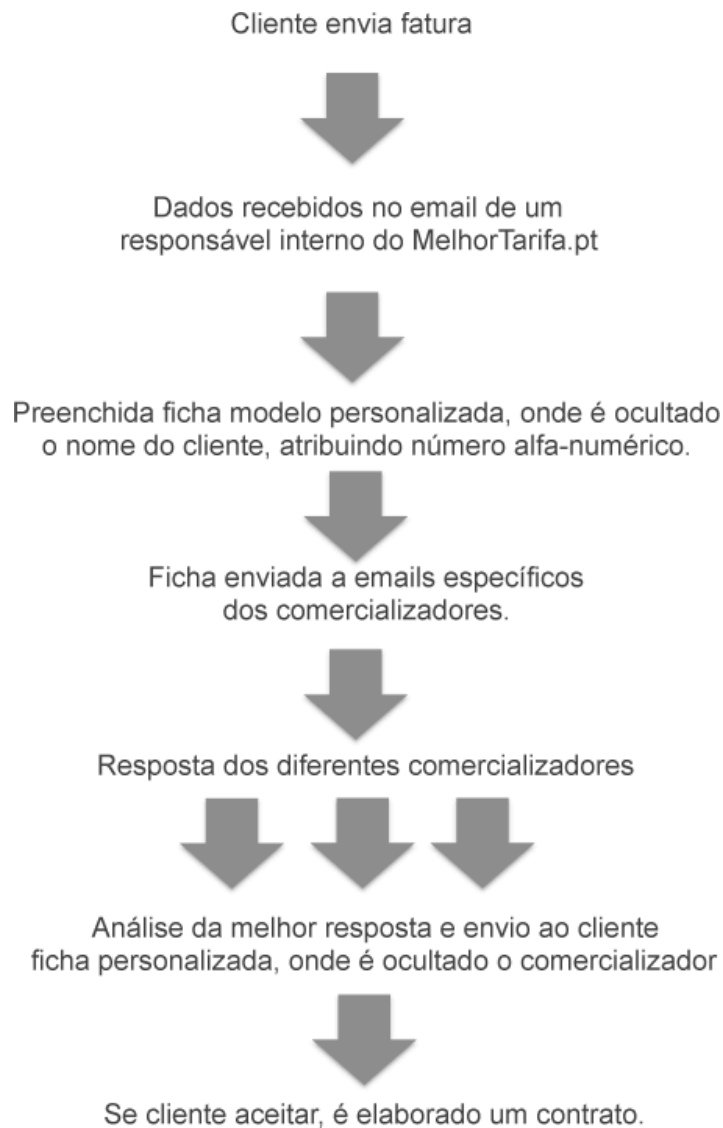 Cliente envia fatura
Dados recebidos no email de um
responsável interno do MelhorTarifa.pt
Preenchida ficha modelo personalizada, onde é ocultado
o nome do cliente, atribuindo número alfa-numérico.
Ficha enviada a emails específicos
dos comercializadores.
Resposta dos diferentes comercializadores
Análise da melhor resposta e envio ao cliente
ficha personalizada, onde é ocultado o comercializador
Se cliente aceitar, é elaborado um contrato.